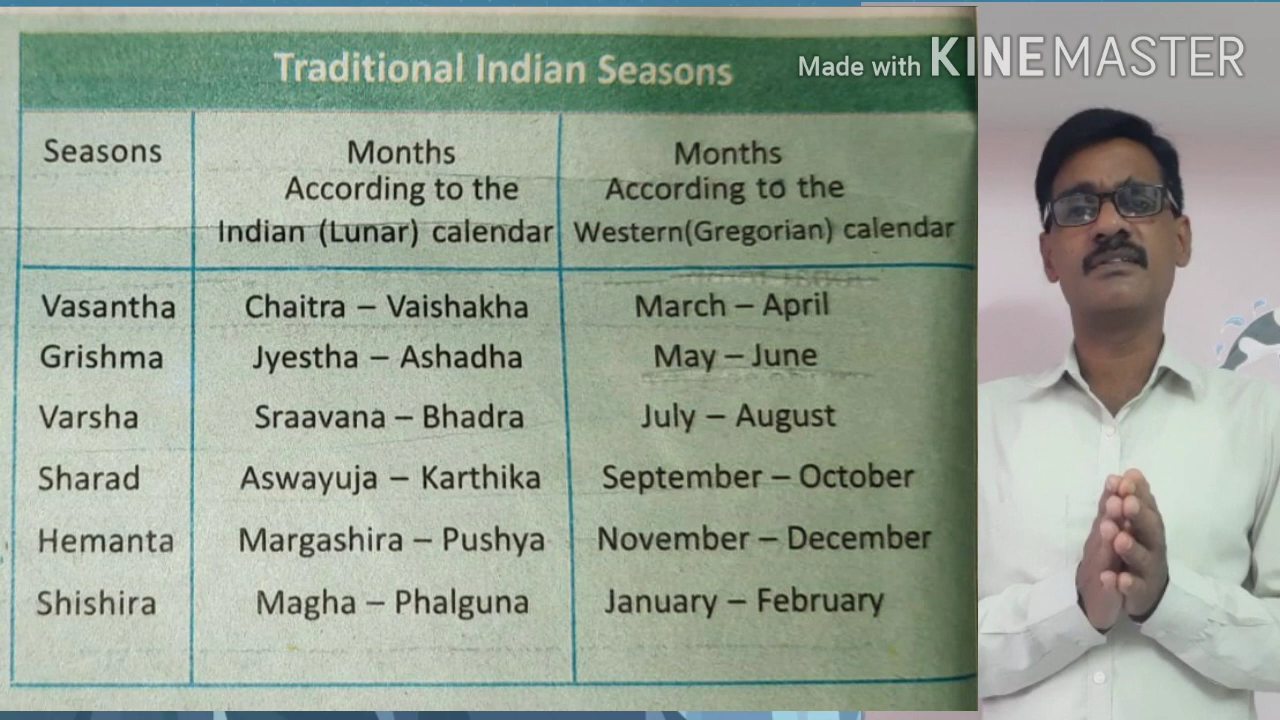 Traditional Indian Seasons
Made with KINEMASTER
Seasons
Months
According to the
Indian (Lunar) calendar
Months
According to the
Western(Gregorian) calendar
Vasantha Chaitra – Vaishakha March – April
Grishma Jyestha – Ashadha May – June
Varsha Sraavana – Bhadra July – August
Sharad Aswayuja – Karthika September – October
Hemanta Margashira – Pushya November – December
Shishira Magha – Phalguna January – February